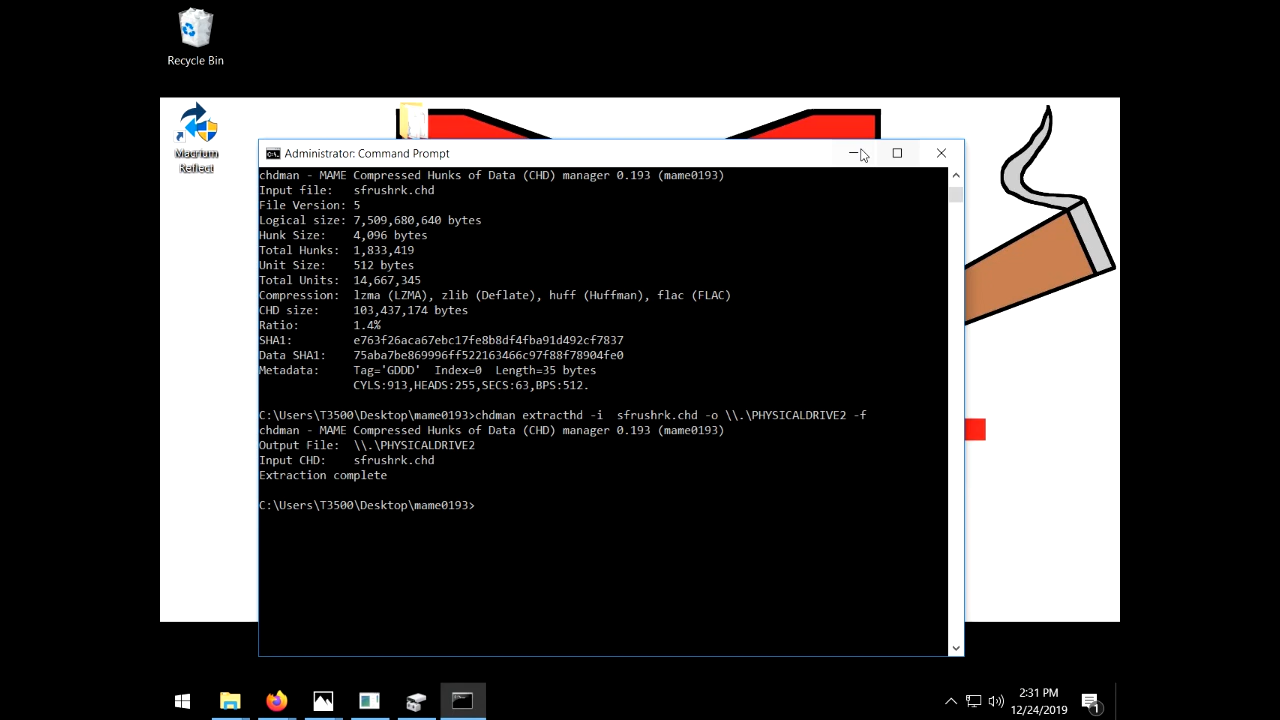 Recycle Bin
Macrium
Reflect
Administrator: Command Prompt
chdman - MAME Compressed Hunks of Data (CHD) manager 0.193 (mame0193)
Input file:   sfrushrk.chd
File Version: 5
Logical size: 7,509,680,640 bytes
Hunk Size:    4,096 bytes
Total Hunks:  1,833,419
Unit Size:    512 bytes
Total Units:  14,667,345
Compression:  lzma (LZMA), zlib (Deflate), huff (Huffman), flac (FLAC)
CHD size:     103,437,174 bytes
Ratio:        1.4%
SHA1:         e763f26aca67ebc17fe8b8df4fba91d492cf7837
Data SHA1:    75aba7be869996ff522163466c97f88f78904fe0
Metadata:     Tag='GDDD'  Index=0  Length=35 bytes
              CYLS:913,HEADS:255,SECS:63,BPS:512.
C:\Users\T3500\Desktop\mame0193>chdman extracthd -i  sfrushrk.chd -o \\.\PHYSICALDRIVE2 -f
chdman - MAME Compressed Hunks of Data (CHD) manager 0.193 (mame0193)
Output File:  \\.\PHYSICALDRIVE2
Input CHD:    sfrushrk.chd
Extraction complete
C:\Users\T3500\Desktop\mame0193>
2:31 PM
12/24/2019
1